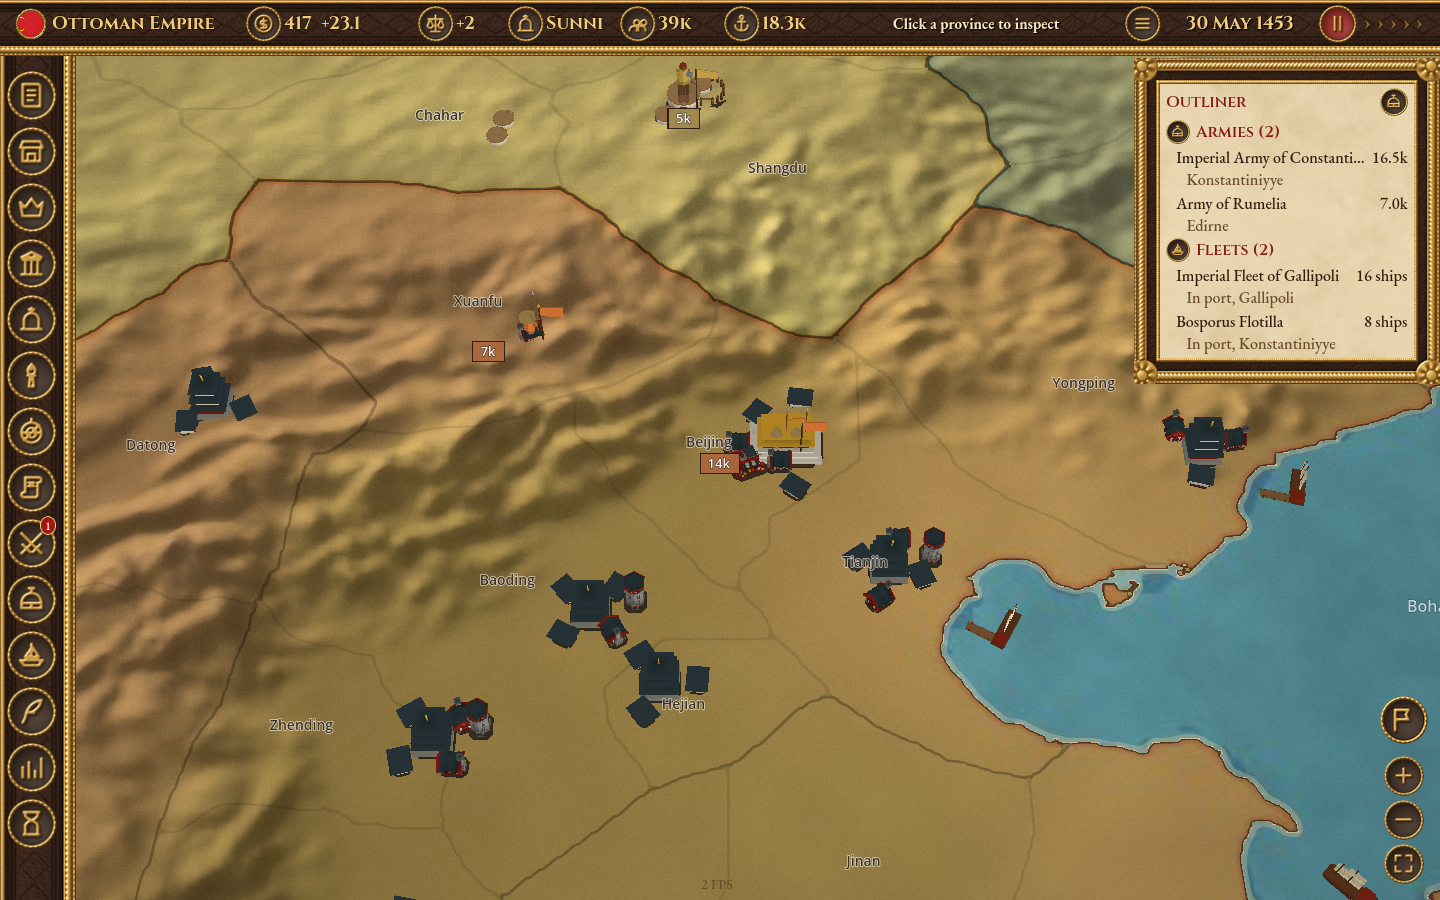 OTTOMAN EMPIRE 417 +23.1 +2 SUNNI 39K 18.3K Click a province to inspect 30 MAY 1453
OUTLINER
ARMIES (2)
Imperial Army of Constanti... 16.5k
Konstantiniyye
Army of Rumelia 7.0k
Edirne
FLEETS (2)
Imperial Fleet of Gallipoli 16 ships
In port, Gallipoli
Bosporus Flotilla 8 ships
In port, Konstantiniyye
Chahar
5k
Shangdu
Xuanfu
7k
Yongping
Datong
Beijing
14k
1
Tianjin
Baoding
Boha
Hejian
Zhending
Jinan
2 FPS